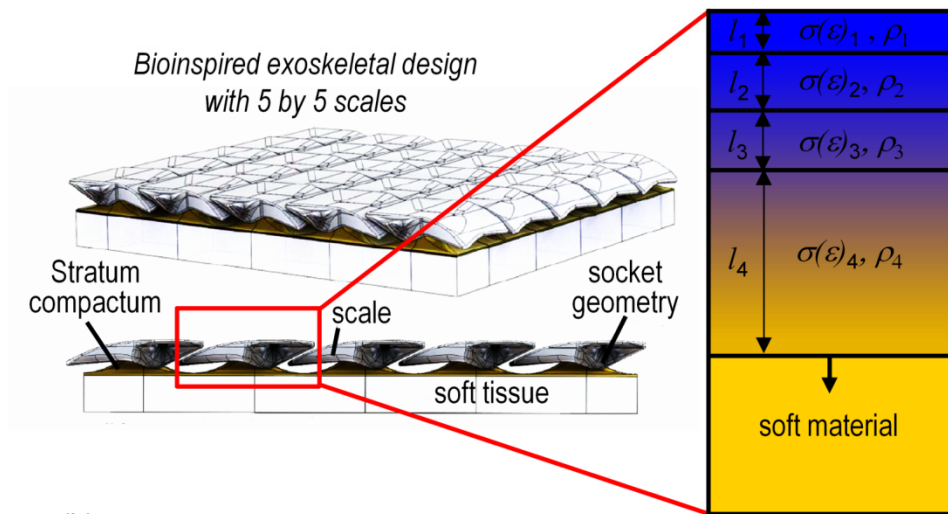 Bioinspired exoskeletal design
with 5 by 5 scales
Stratum
compactum
scale
socket
geometry
soft tissue
l₁ σ(ε)₁ , ρ₁
l₂ σ(ε)₂, ρ₂
l₃ σ(ε)₃, ρ₃
l₄ σ(ε)₄, ρ₄
soft material